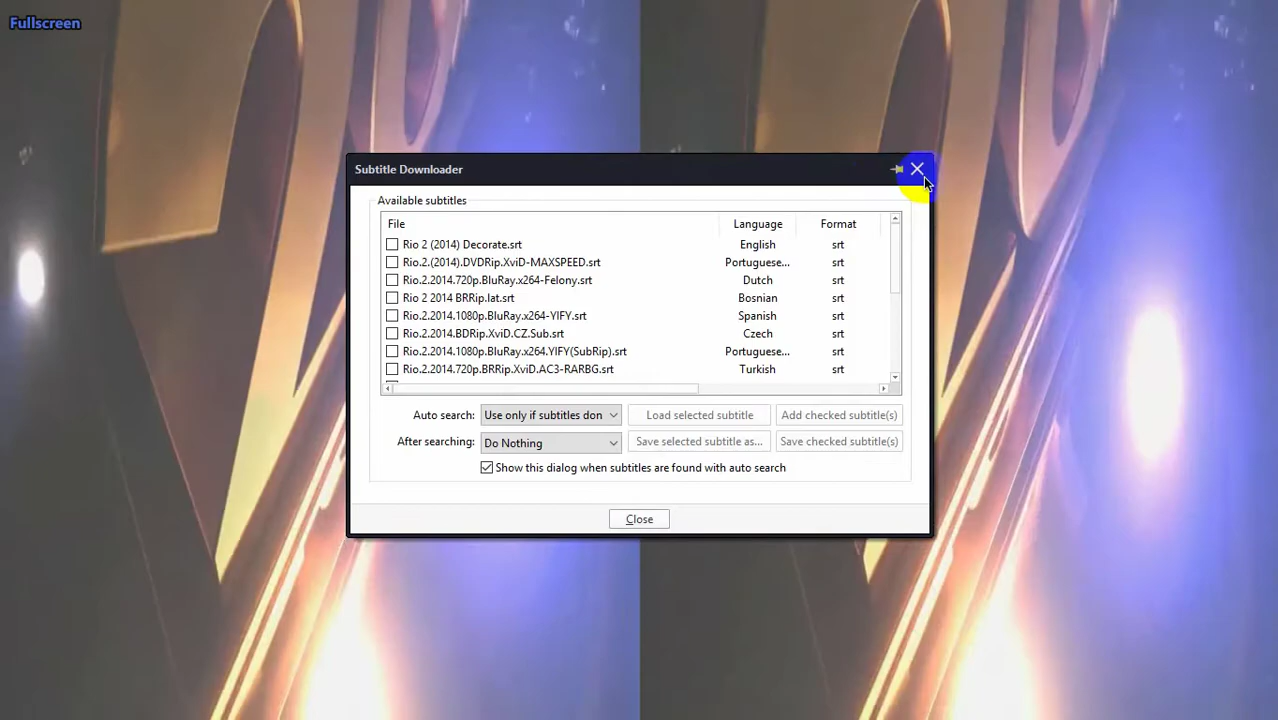 Fullscreen
Subtitle Downloader
Available subtitles
File Language Format
Rio 2 (2014) Decorate.srt English srt
Rio.2.(2014).DVDRip.XviD-MAXSPEED.srt Portuguese... srt
Rio.2.2014.720p.BluRay.x264-Felony.srt Dutch srt
Rio 2 2014 BRRip.lat.srt Bosnian srt
Rio.2.2014.1080p.BluRay.x264-YIFY.srt Spanish srt
Rio.2.2014.BDRip.XviD.CZ.Sub.srt Czech srt
Rio.2.2014.1080p.BluRay.x264.YIFY(SubRip).srt Portuguese... srt
Rio.2.2014.720p.BRRip.XviD.AC3-RARBG.srt Turkish srt
Auto search: Use only if subtitles don Load selected subtitle Add checked subtitle(s)
After searching: Do Nothing Save selected subtitle as... Save checked subtitle(s)
Show this dialog when subtitles are found with auto search
Close